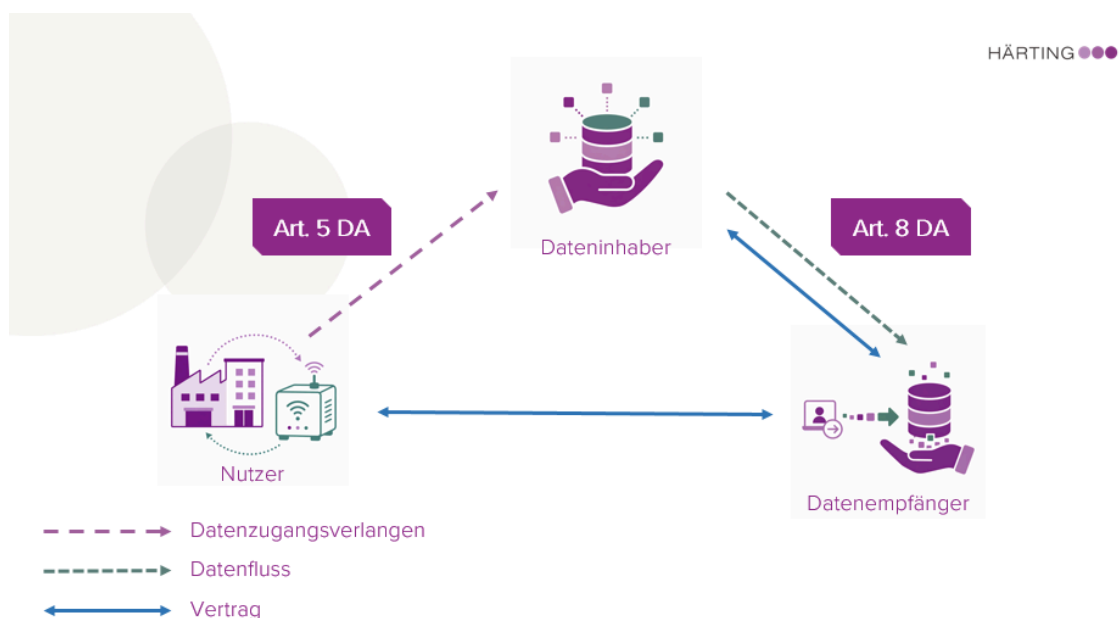 HÄRTING
Art. 5 DA
Art. 8 DA
Dateninhaber
Nutzer
Datenempfänger
Datenzugangsverlangen
Datenfluss
Vertrag